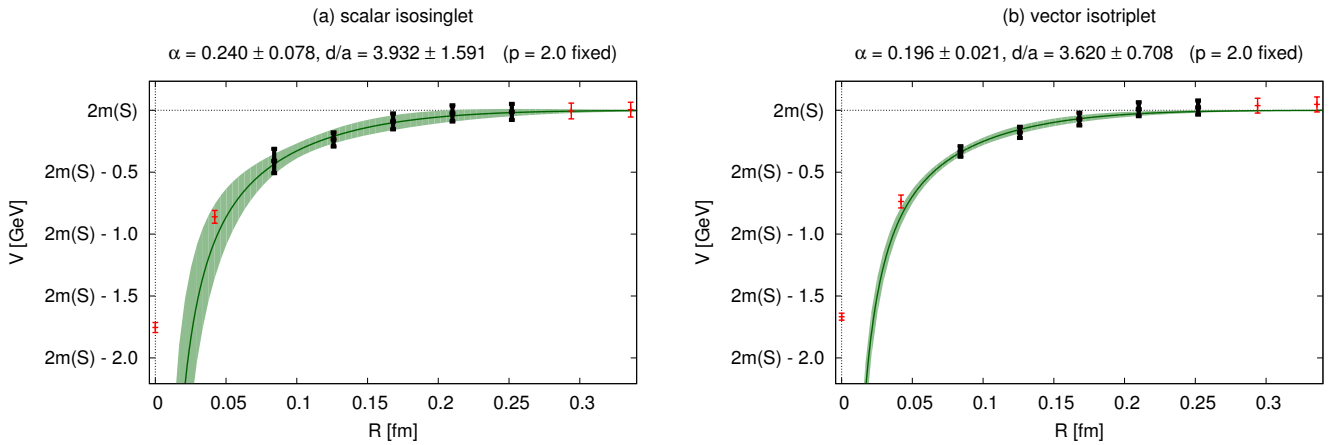 (a) scalar isosinglet
α = 0.240 ± 0.078, d/a = 3.932 ± 1.591 (p = 2.0 fixed)
V [GeV]
2m(S)
2m(S) - 0.5
2m(S) - 1.0
2m(S) - 1.5
2m(S) - 2.0
0 0.05 0.1 0.15 0.2 0.25 0.3
R [fm]
(b) vector isotriplet
α = 0.196 ± 0.021, d/a = 3.620 ± 0.708 (p = 2.0 fixed)
V [GeV]
2m(S)
2m(S) - 0.5
2m(S) - 1.0
2m(S) - 1.5
2m(S) - 2.0
0 0.05 0.1 0.15 0.2 0.25 0.3
R [fm]